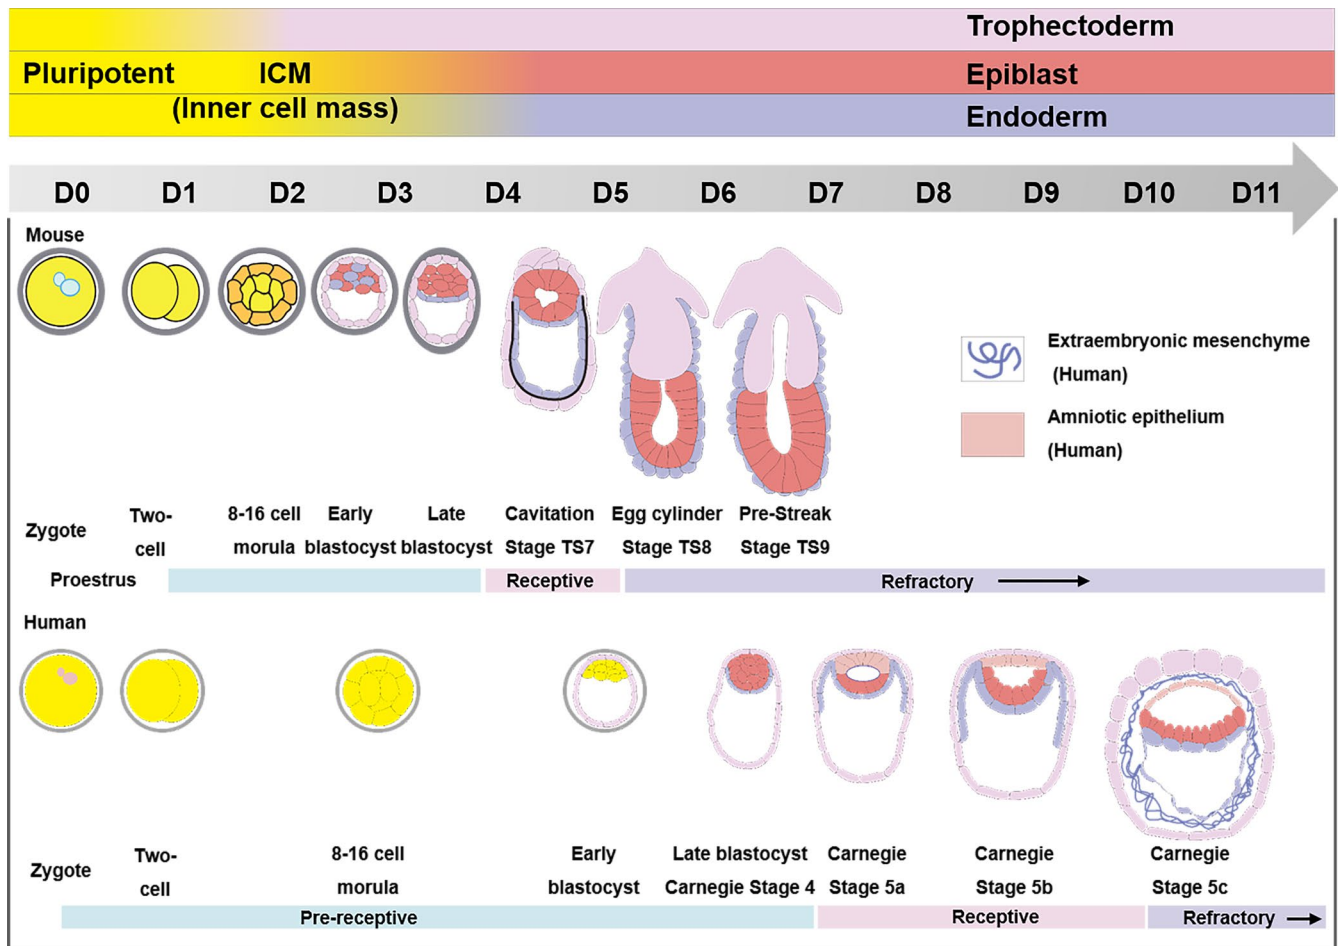 Trophectoderm
Pluripotent ICM Epiblast
(Inner cell mass)
Endoderm
D0 D1 D2 D3 D4 D5 D6 D7 D8 D9 D10 D11
Mouse
Extraembryonic mesenchyme
(Human)
Amniotic epithelium
(Human)
Zygote
Two-
cell
8-16 cell
morula
Early
blastocyst
Late
blastocyst
Cavitation
Stage TS7
Egg cylinder
Stage TS8
Pre-Streak
Stage TS9
Proestrus Receptive Refractory
Human
Zygote
Two-
cell
8-16 cell
morula
Early
blastocyst
Late blastocyst
Carnegie Stage 4
Carnegie
Stage 5a
Carnegie
Stage 5b
Carnegie
Stage 5c
Pre-receptive Receptive Refractory